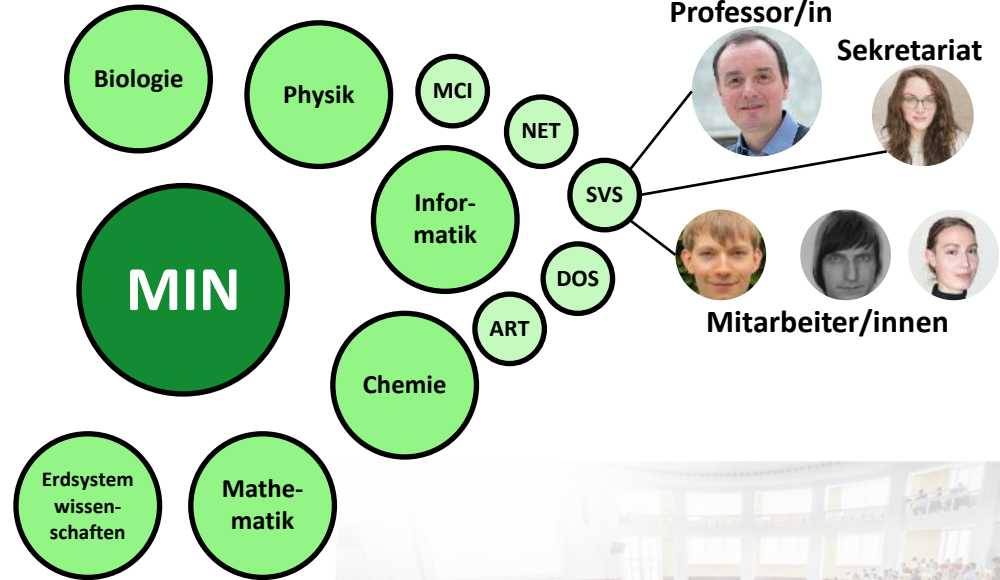 Professor/in
Sekretariat
Biologie
Physik
MCI
NET
SVS
Infor-
matik
MIN
DOS
ART
Mitarbeiter/innen
Chemie
Erdsystem
wissen-
schaften
Mathe-
matik